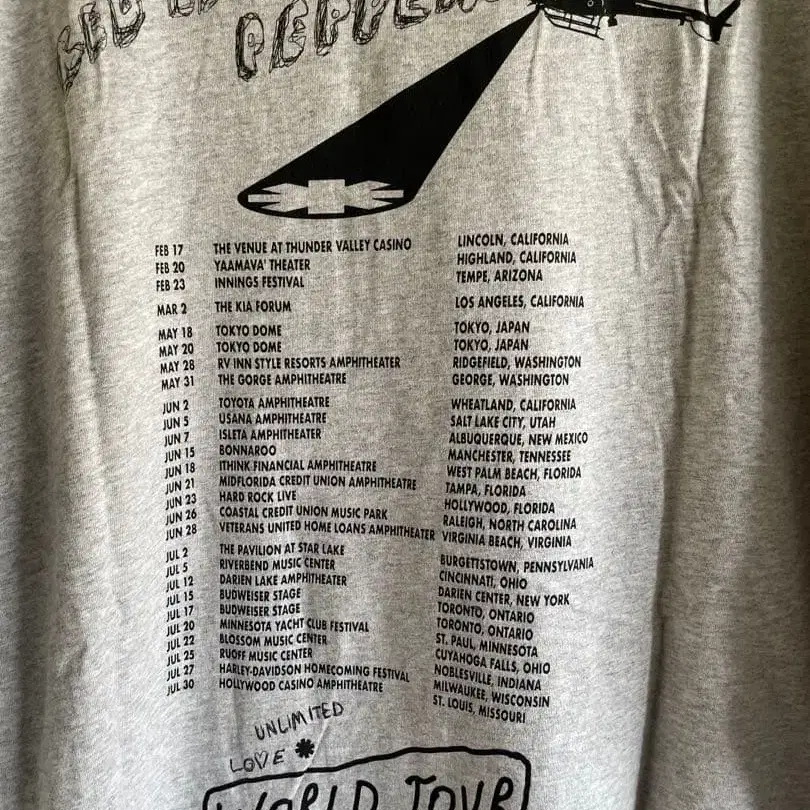 RED
PEPPER
FEB 17 THE VENUE AT THUNDER VALLEY CASINO LINCOLN, CALIFORNIA
FEB 20 YAAMAVA' THEATER HIGHLAND, CALIFORNIA
FEB 23 INNINGS FESTIVAL TEMPE, ARIZONA
MAR 2 THE KIA FORUM LOS ANGELES, CALIFORNIA
MAY 18 TOKYO DOME TOKYO, JAPAN
MAY 20 TOKYO DOME TOKYO, JAPAN
MAY 28 RV INN STYLE RESORTS AMPHITHEATER RIDGEFIELD, WASHINGTON
MAY 31 THE GORGE AMPHITHEATRE GEORGE, WASHINGTON
JUN 2 TOYOTA AMPHITHEATRE WHEATLAND, CALIFORNIA
JUN 5 USANA AMPHITHEATRE SALT LAKE CITY, UTAH
JUN 7 ISLETA AMPHITHEATER ALBUQUERQUE, NEW MEXICO
JUN 15 BONNAROO MANCHESTER, TENNESSEE
JUN 18 ITHINK FINANCIAL AMPHITHEATRE WEST PALM BEACH, FLORIDA
JUN 21 MIDFLORIDA CREDIT UNION AMPHITHEATRE TAMPA, FLORIDA
JUN 23 HARD ROCK LIVE HOLLYWOOD, FLORIDA
JUN 26 COASTAL CREDIT UNION MUSIC PARK RALEIGH, NORTH CAROLINA
JUN 28 VETERANS UNITED HOME LOANS AMPHITHEATER VIRGINIA BEACH, VIRGINIA
JUL 2 THE PAVILION AT STAR LAKE BURGETTSTOWN, PENNSYLVANIA
JUL 5 RIVERBEND MUSIC CENTER CINCINNATI, OHIO
JUL 12 DARIEN LAKE AMPHITHEATER DARIEN CENTER, NEW YORK
JUL 15 BUDWEISER STAGE TORONTO, ONTARIO
JUL 17 BUDWEISER STAGE TORONTO, ONTARIO
JUL 20 MINNESOTA YACHT CLUB FESTIVAL ST. PAUL, MINNESOTA
JUL 22 BLOSSOM MUSIC CENTER CUYAHOGA FALLS, OHIO
JUL 25 RUOFF MUSIC CENTER NOBLESVILLE, INDIANA
JUL 27 HARLEY-DAVIDSON HOMECOMING FESTIVAL MILWAUKEE, WISCONSIN
JUL 30 HOLLYWOOD CASINO AMPHITHEATRE ST. LOUIS, MISSOURI
UNLIMITED
LOVE
WORLD TOUR